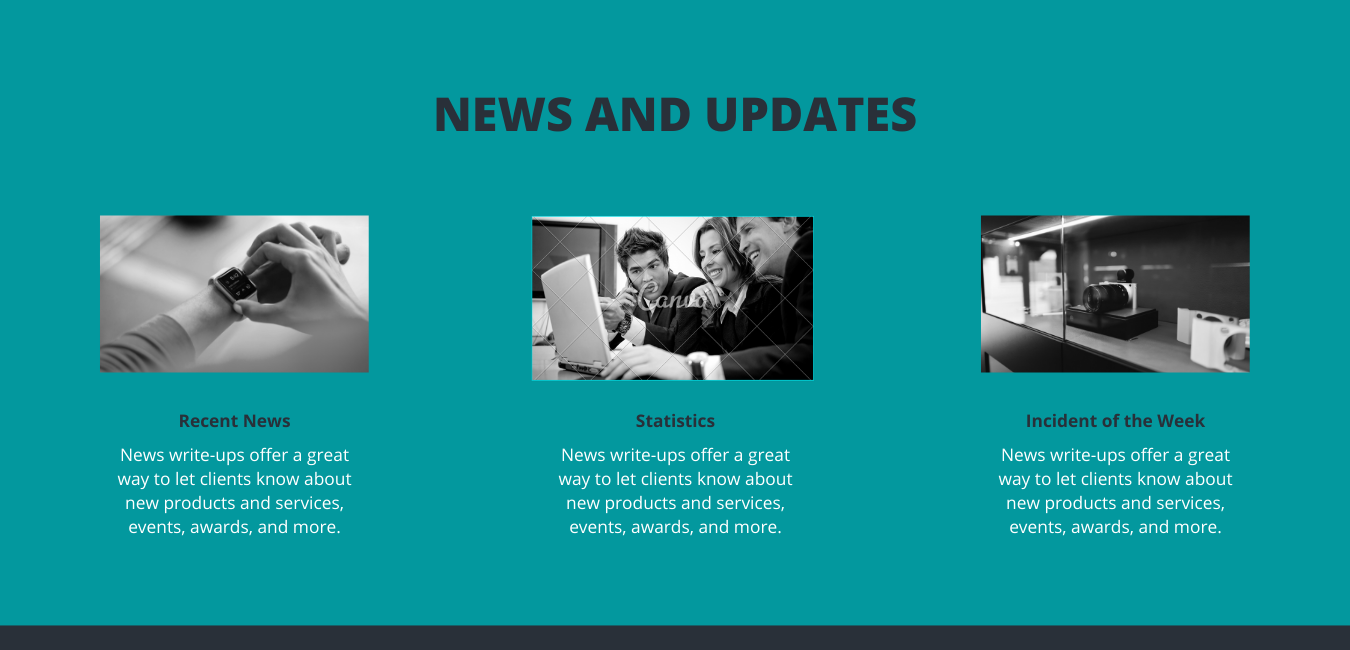 NEWS AND UPDATES
Canva
Recent News
News write-ups offer a great
way to let clients know about
new products and services,
events, awards, and more.
Statistics
News write-ups offer a great
way to let clients know about
new products and services,
events, awards, and more.
Incident of the Week
News write-ups offer a great
way to let clients know about
new products and services,
events, awards, and more.